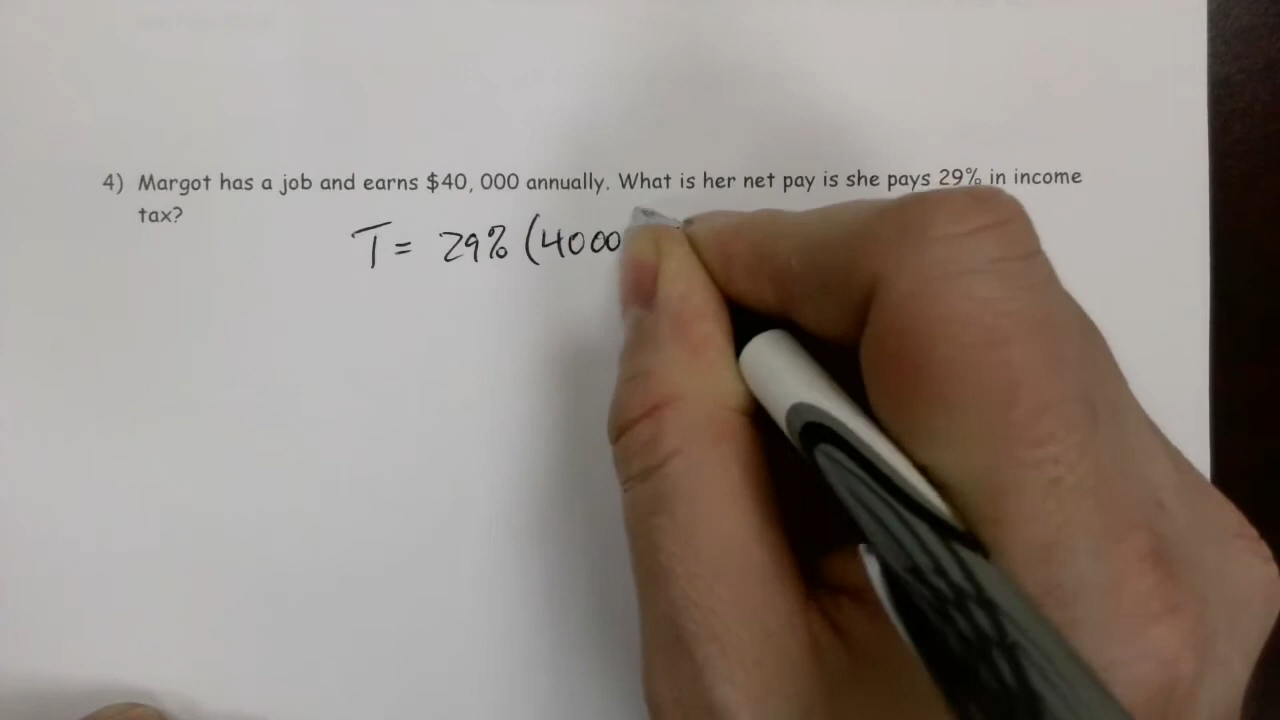 4) Margot has a job and earns $40, 000 annually. What is her net pay is she pays 29% in income
tax?
T = 29% (4000